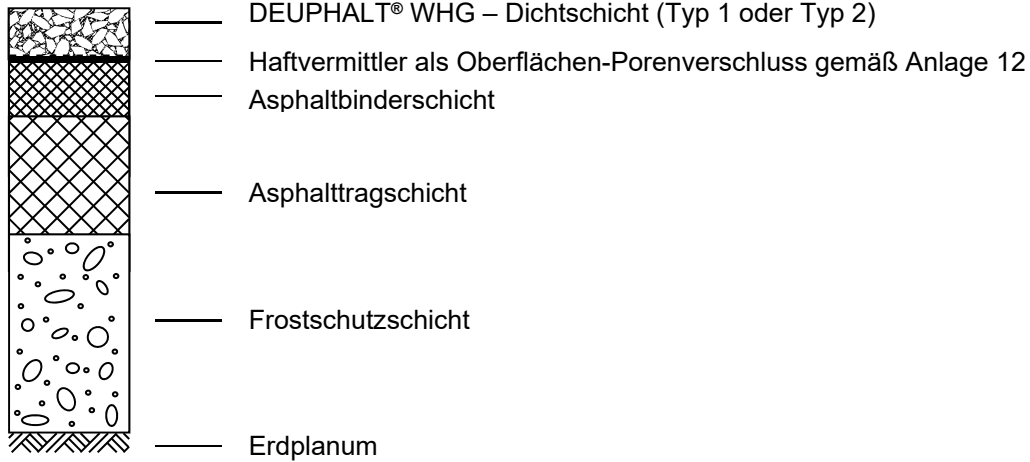 DEUPHALT® WHG – Dichtschicht (Typ 1 oder Typ 2)
Haftvermittler als Oberflächen-Porenverschluss gemäß Anlage 12
Asphaltbinderschicht
Asphalttragschicht
Frostschutzschicht
Erdplanum